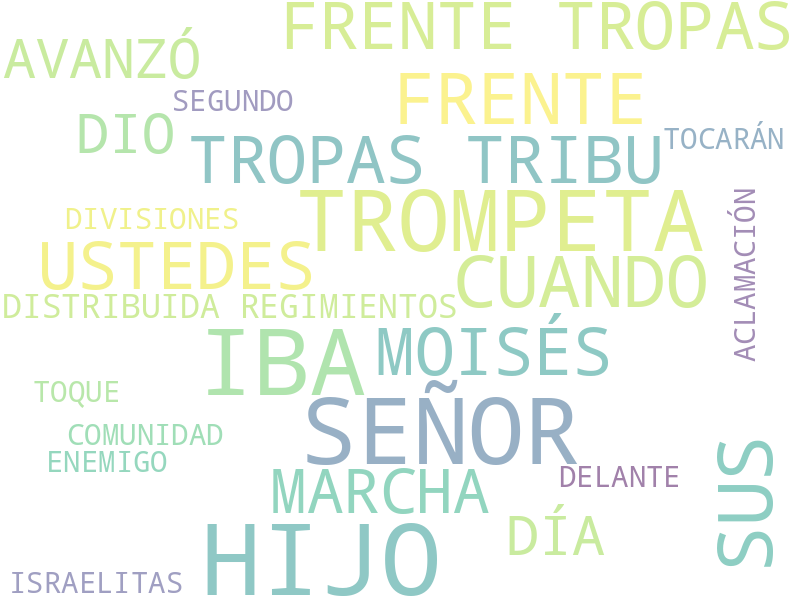 FRENTE TROPAS
AVANZÓ
FRENTE
SEGUNDO
DIO
TROPAS TRIBU
TOCARÁN
TROMPETA
DIVISIONES
ACLAMACIÓN
USTEDES
CUANDO
DISTRIBUIDA REGIMIENTOS
IBA
MOISÉS
TOQUE
SEÑOR
COMUNIDAD
ENEMIGO
SUS
MARCHA
DELANTE
DÍA
HIJO
ISRAELITAS